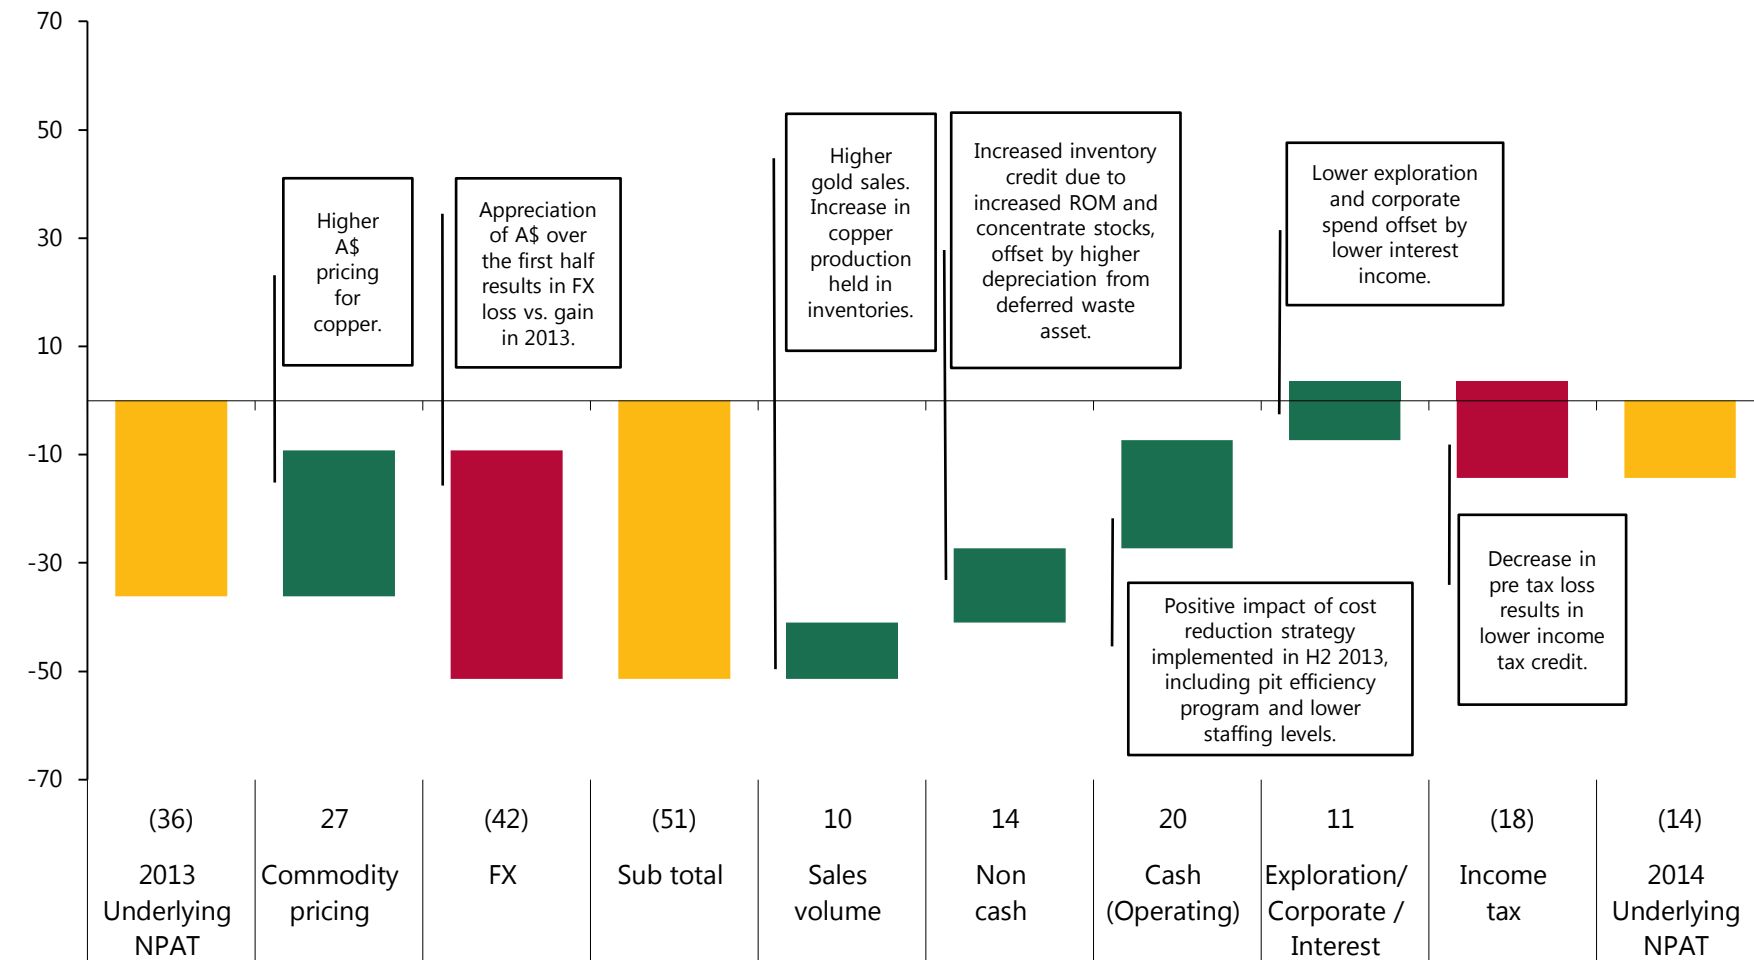 70
50
30
10
-10
-30
-50
-70
Higher
A$
pricing
for
copper.
Appreciation
of A$ over
the first half
results in FX
loss vs. gain
in 2013.
Higher
gold sales.
Increase in
copper
production
held in
inventories.
Increased inventory
credit due to
increased ROM and
concentrate stocks,
offset by higher
depreciation from
deferred waste
asset.
Lower exploration
and corporate
spend offset by
lower interest
income.
Positive impact of cost
reduction strategy
implemented in H2 2013,
including pit efficiency
program and lower
staffing levels.
Decrease in
pre tax loss
results in
lower income
tax credit.
(36)
2013
Underlying
NPAT
27
Commodity
pricing
(42)
FX
(51)
Sub total
10
Sales
volume
14
Non
cash
20
Cash
(Operating)
11
Exploration/
Corporate /
Interest
(18)
Income
tax
(14)
2014
Underlying
NPAT